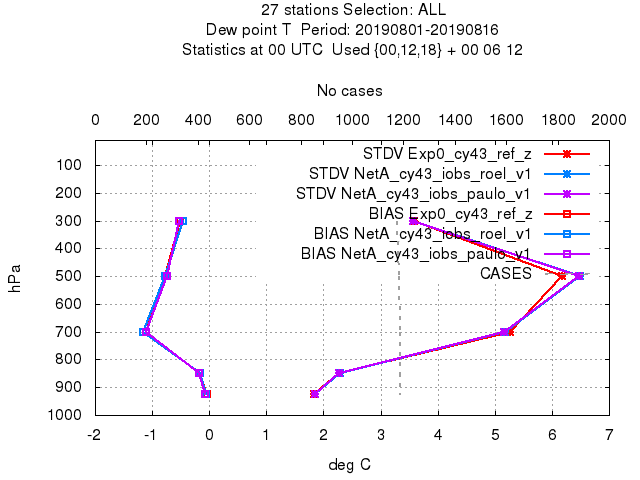 27 stations Selection: ALL
Dew point T  Period: 20190801-20190816
Statistics at 00 UTC  Used {00,12,18} + 00 06 12
No cases
0 200 400 600 800 1000 1200 1400 1600 1800 2000
STDV Exp0_cy43_ref_z
STDV NetA_cy43_iobs_roel_v1
STDV NetA_cy43_iobs_paulo_v1
BIAS Exp0_cy43_ref_z
BIAS NetA_cy43_iobs_roel_v1
BIAS NetA_cy43_iobs_paulo_v1
CASES
hPa
100
200
300
400
500
600
700
800
900
1000
-2 -1 0 1 2 3 4 5 6 7
deg C